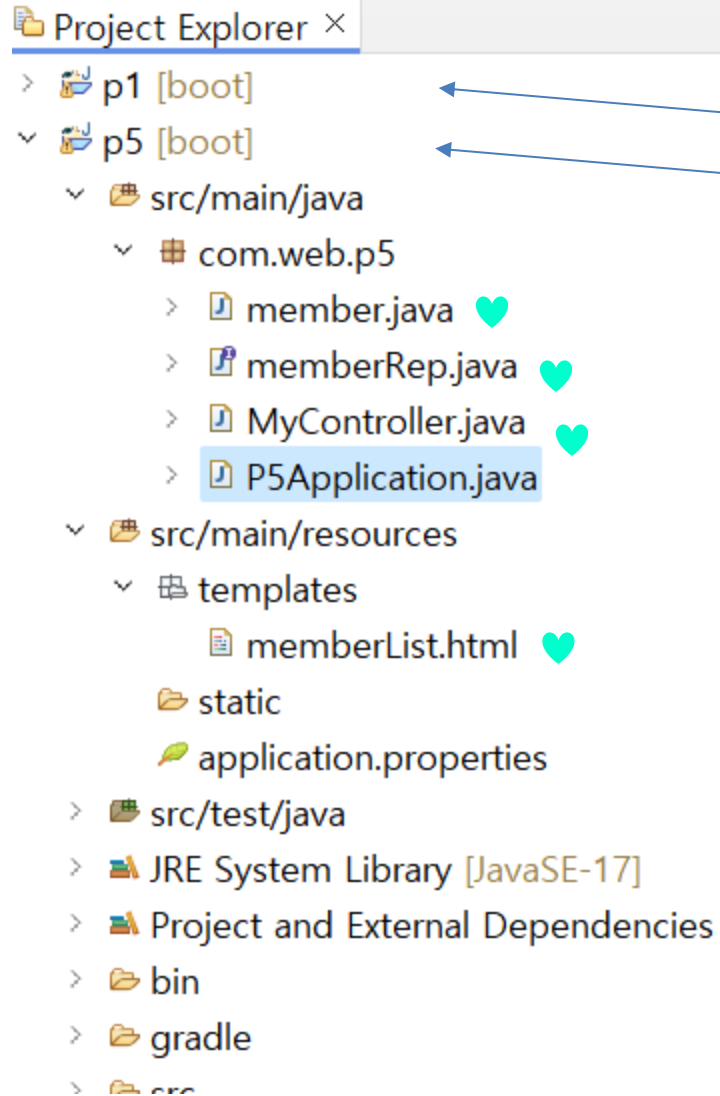 Project Explorer
p1 [boot]
p5 [boot]
src/main/java
com.web.p5
member.java
memberRep.java
MyController.java
P5Application.java
src/main/resources
templates
memberList.html
static
application.properties
src/test/java
JRE System Library [JavaSE-17]
Project and External Dependencies
bin
gradle
src